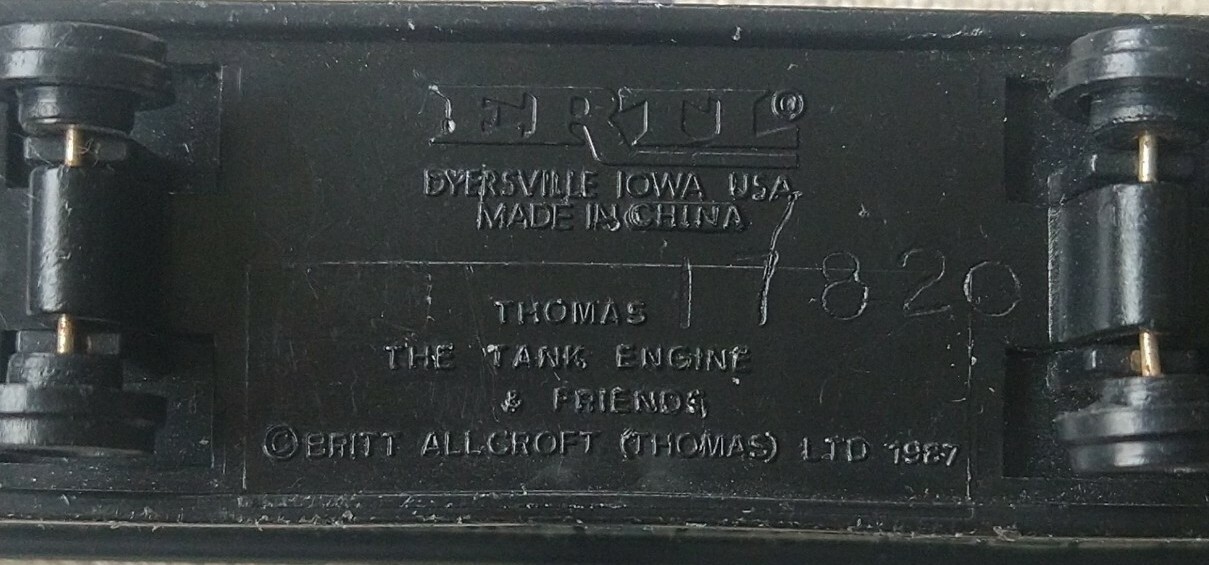 ERTL®
DYERSVILLE IOWA USA
MADE IN CHINA
17820
THOMAS
THE TANK ENGINE
& FRIENDS
©BRITT ALLCROFT (THOMAS) LTD 1987